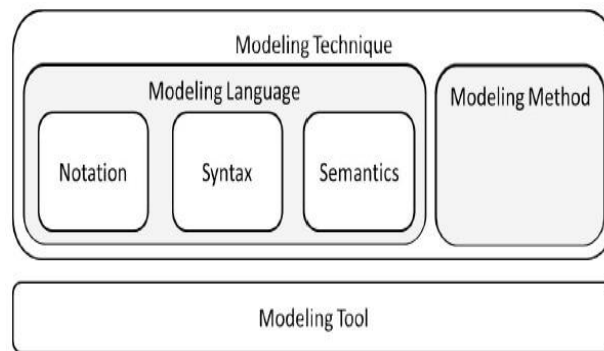 Modeling Technique
Modeling Language
Modeling Method
Notation
Syntax
Semantics
Modeling Tool